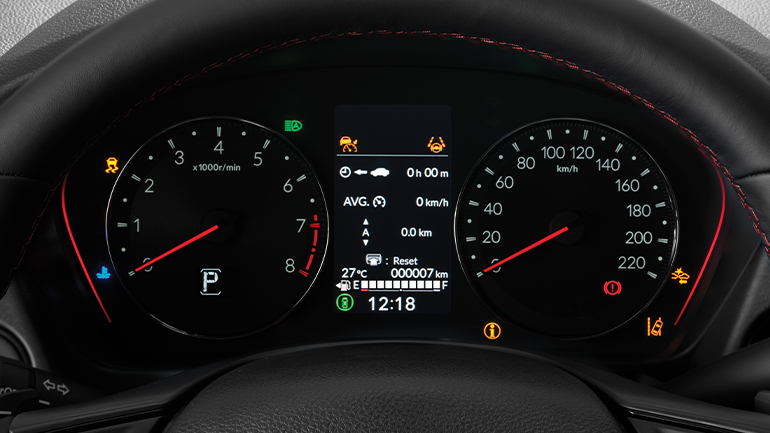 1 2 3 4 5 6 7 8
x1000r/min
0
P
A
0 h 00 m
AVG. 0 km/h
A 0.0 km
: Reset
27°C 000007 km
E F
12:18
0 20 40 60 80 100 120 140 160 180 200 220
km/h